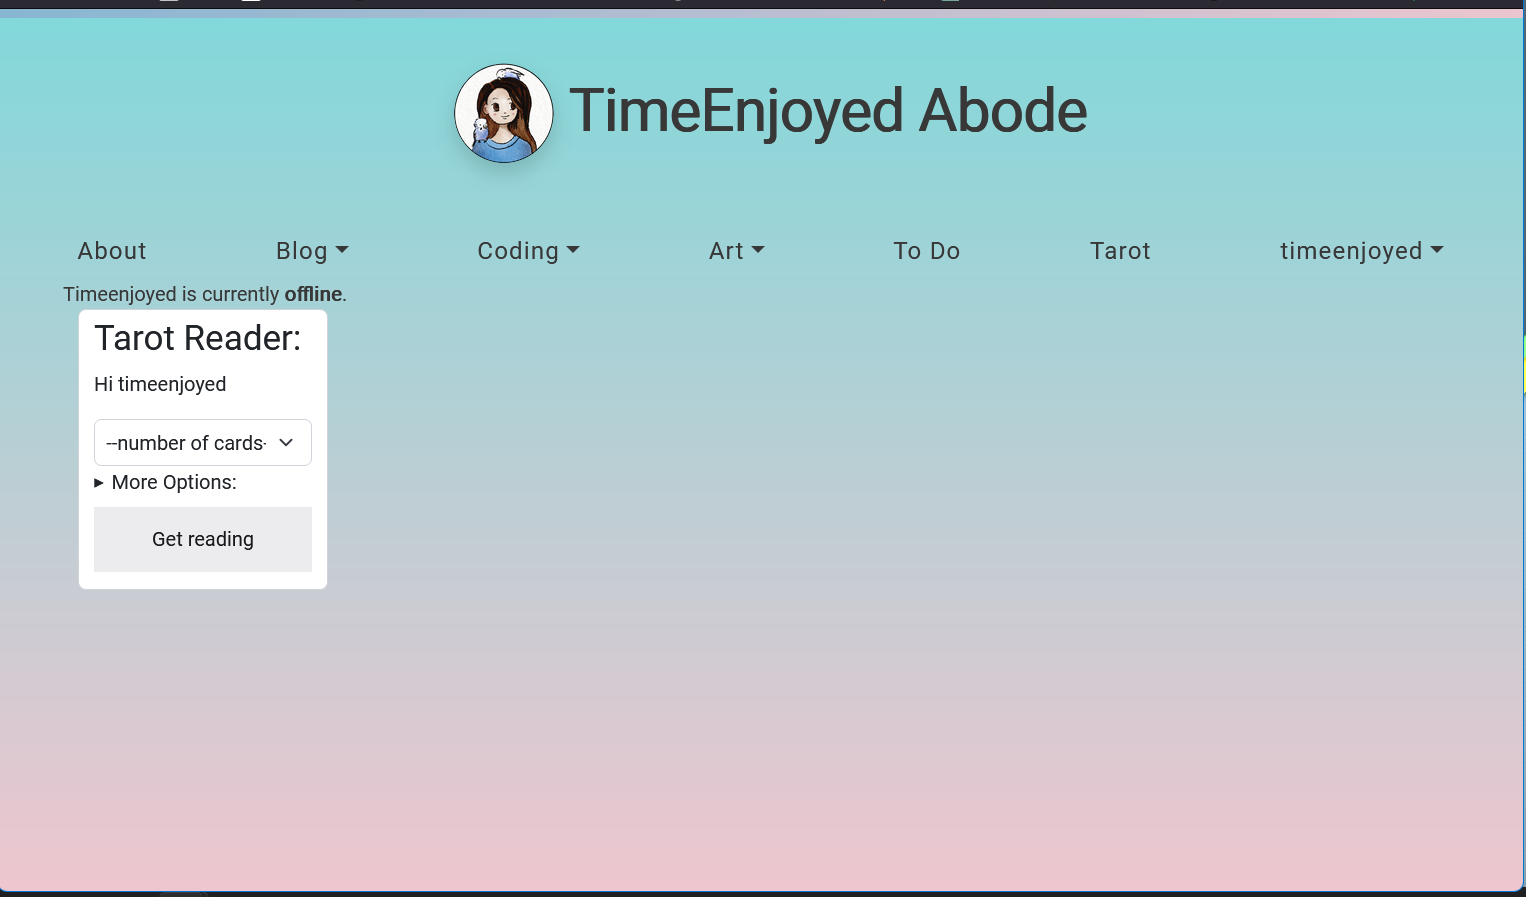 TimeEnjoyed Abode
About Blog Coding Art To Do Tarot timeenjoyed
Timeenjoyed is currently offline.
Tarot Reader:
Hi timeenjoyed
--number of cards-
More Options:
Get reading